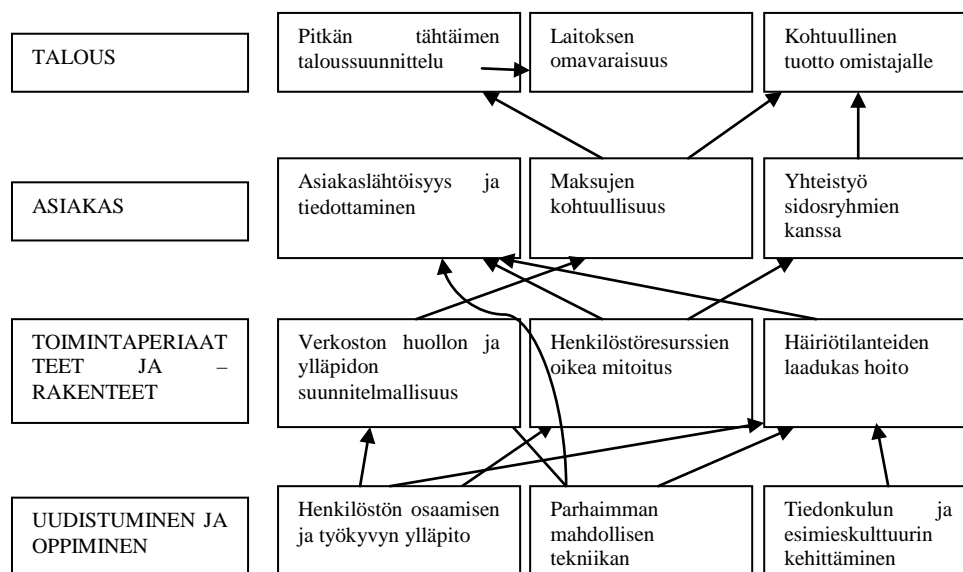 TALOUS
Pitkän tähtäimen
taloussuunnittelu
Laitoksen
omavaraisuus
Kohtuullinen
tuotto omistajalle
ASIAKAS
Asiakaslähtöisyys ja
tiedottaminen
Maksujen
kohtuullisuus
Yhteistyö
sidosryhmien
kanssa
TOIMINTAPERIAAT
TEET JA –
RAKENTEET
Verkoston huollon ja
ylläpidon
suunnitelmallisuus
Henkilöstöresurssien
oikea mitoitus
Häiriötilanteiden
laadukas hoito
UUDISTUMINEN JA
OPPIMINEN
Henkilöstön osaamisen
ja työkyvyn ylläpito
Parhaimman
mahdollisen
tekniikan
Tiedonkulun ja
esimieskulttuurin
kehittäminen